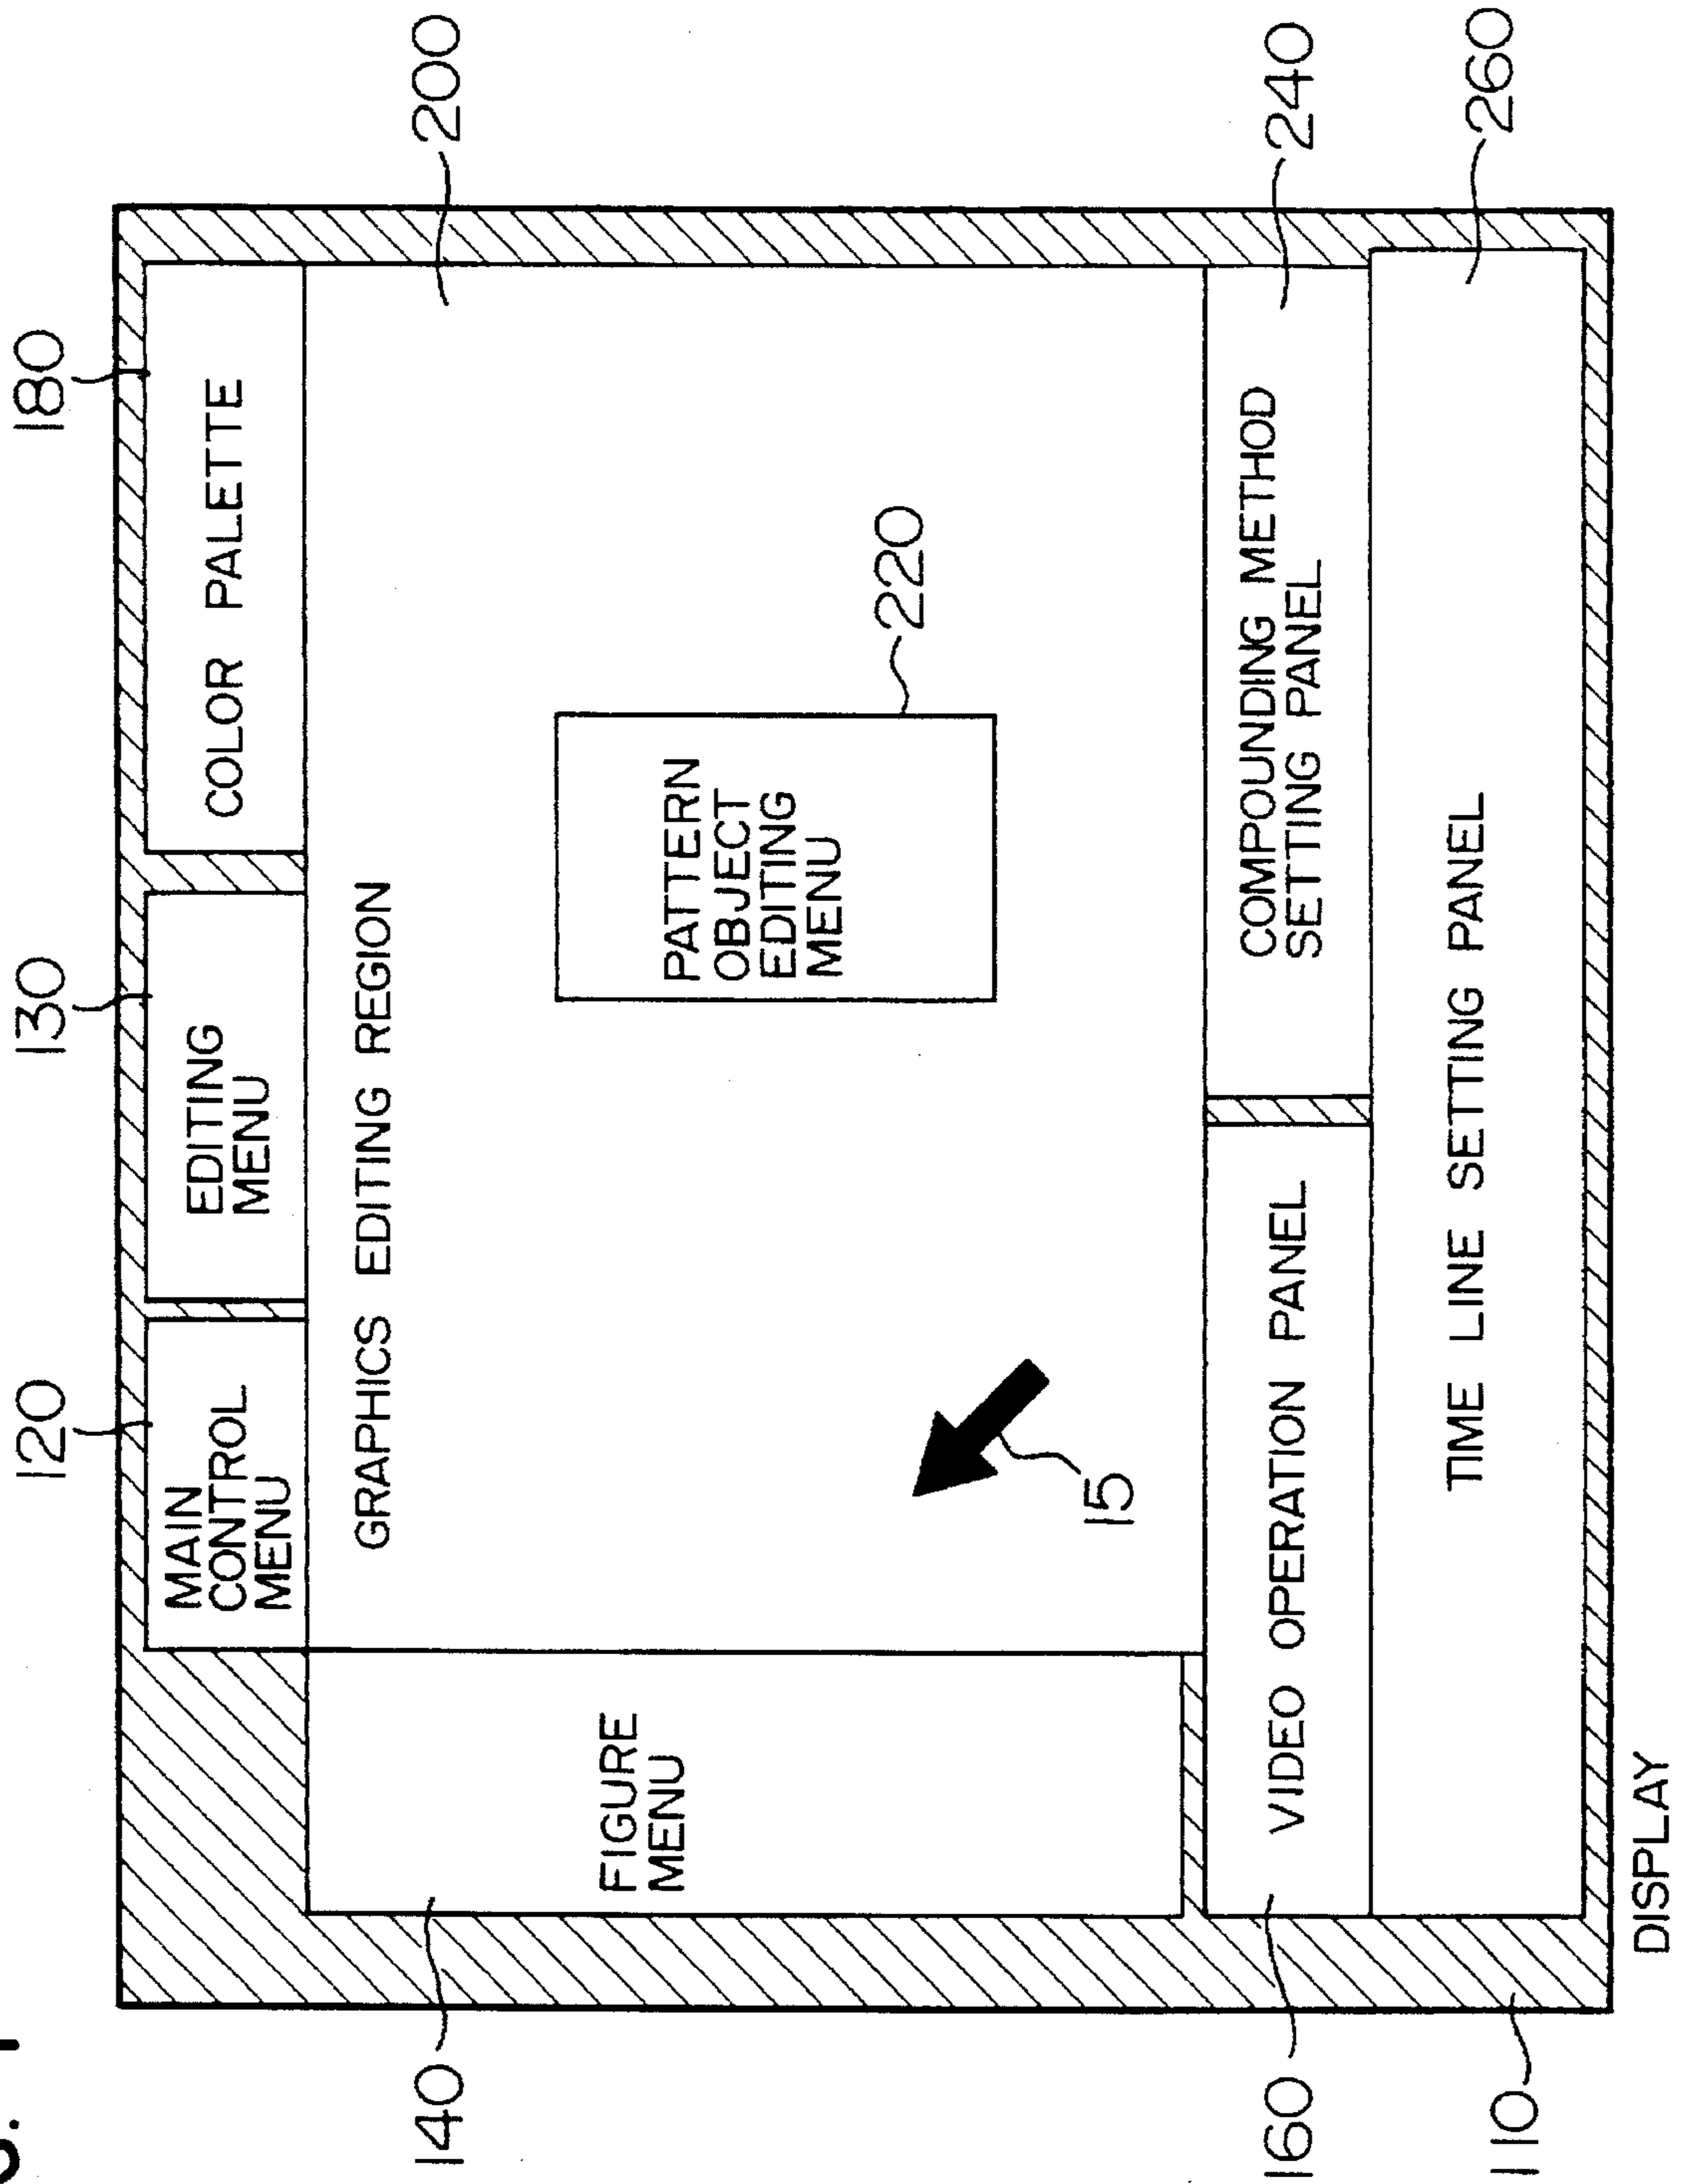 120
130
180
MAIN
CONTROL
MENU
EDITING
MENU
COLOR PALETTE
140
FIGURE
MENU
GRAPHICS EDITING REGION
200
PATTERN
OBJECT
EDITING
MENU
220
15
160
VIDEO OPERATION PANEL
COMPOUNDING METHOD
SETTING PANEL
240
110
TIME LINE SETTING PANEL
260
DISPLAY